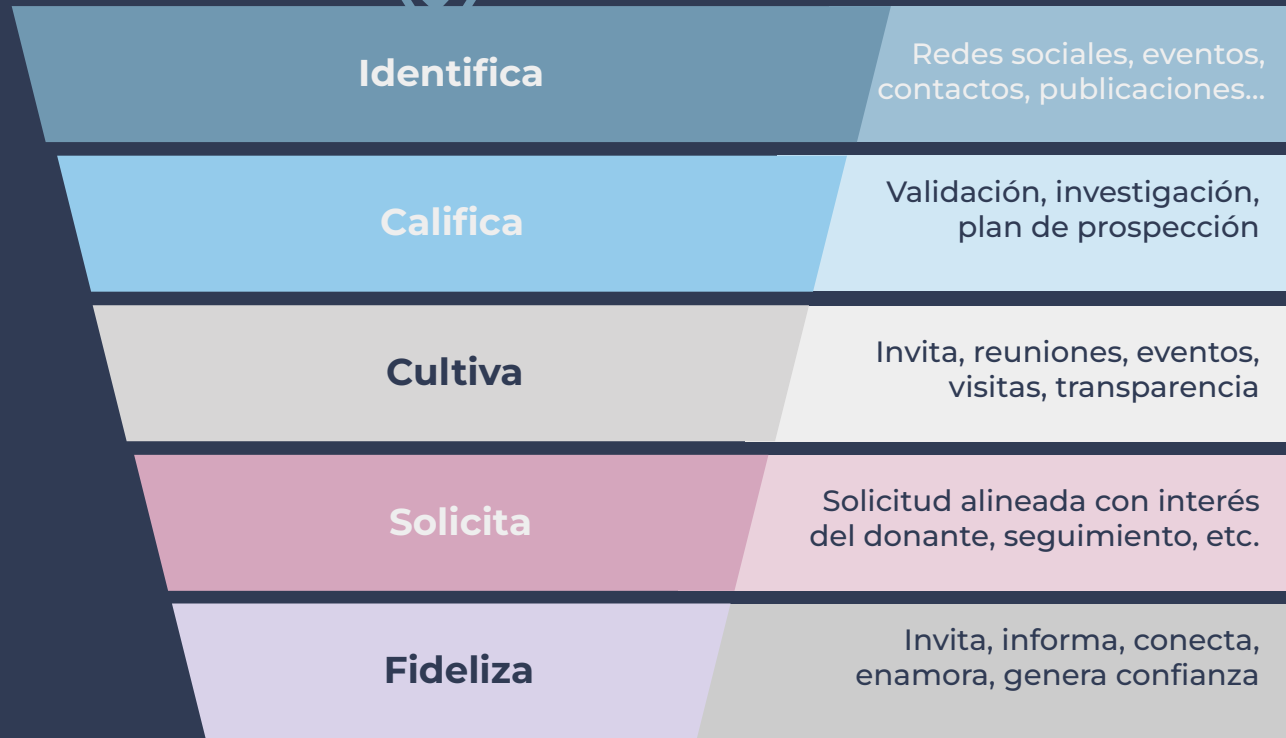 Identifica
Redes sociales, eventos,
contactos, publicaciones...
Califica
Validación, investigación,
plan de prospección
Cultiva
Invita, reuniones, eventos,
visitas, transparencia
Solicita
Solicitud alineada con interés
del donante, seguimiento, etc.
Fideliza
Invita, informa, conecta,
enamora, genera confianza